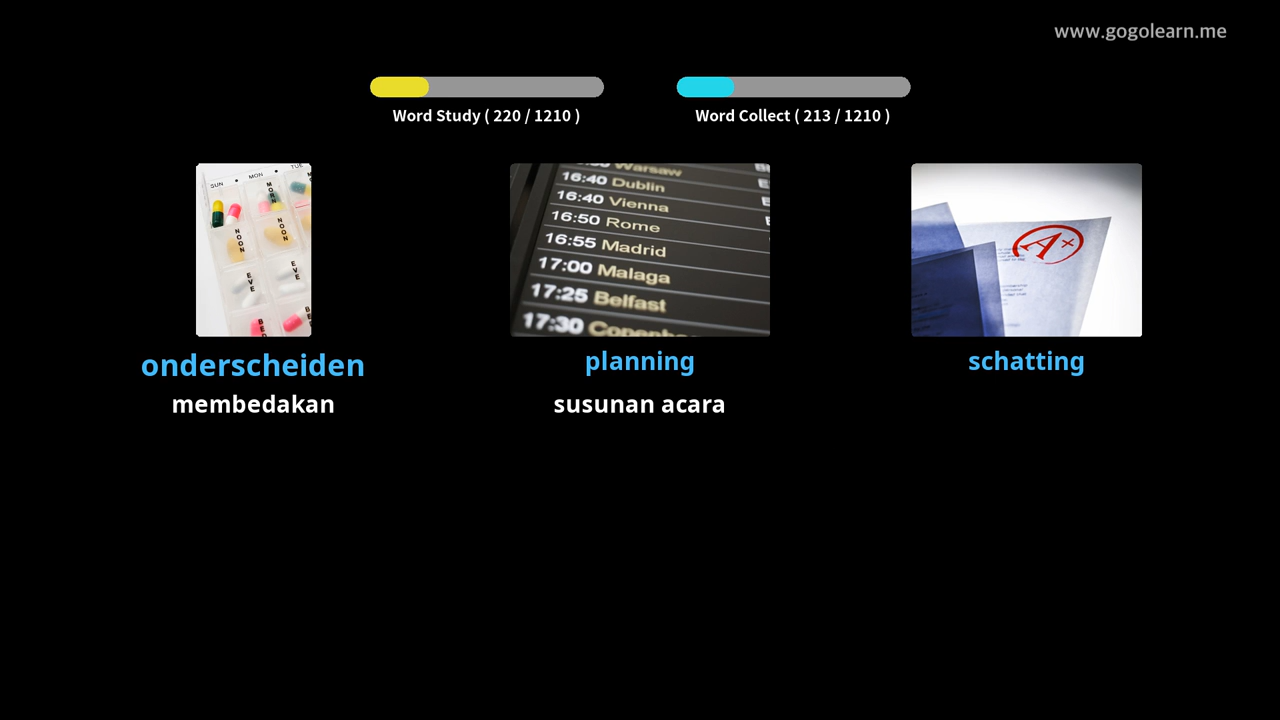 www.gogolearn.me
Word Study ( 220 / 1210 )
Word Collect ( 213 / 1210 )
SUN
MON
TUE
MORN
NOON
NOON
EVE
EVE
Warsaw
16:40 Dublin
16:40 Vienna
16:50 Rome
16:55 Madrid
17:00 Malaga
17:25 Belfast
17:30
A+
onderscheiden
planning
schatting
membedakan
susunan acara